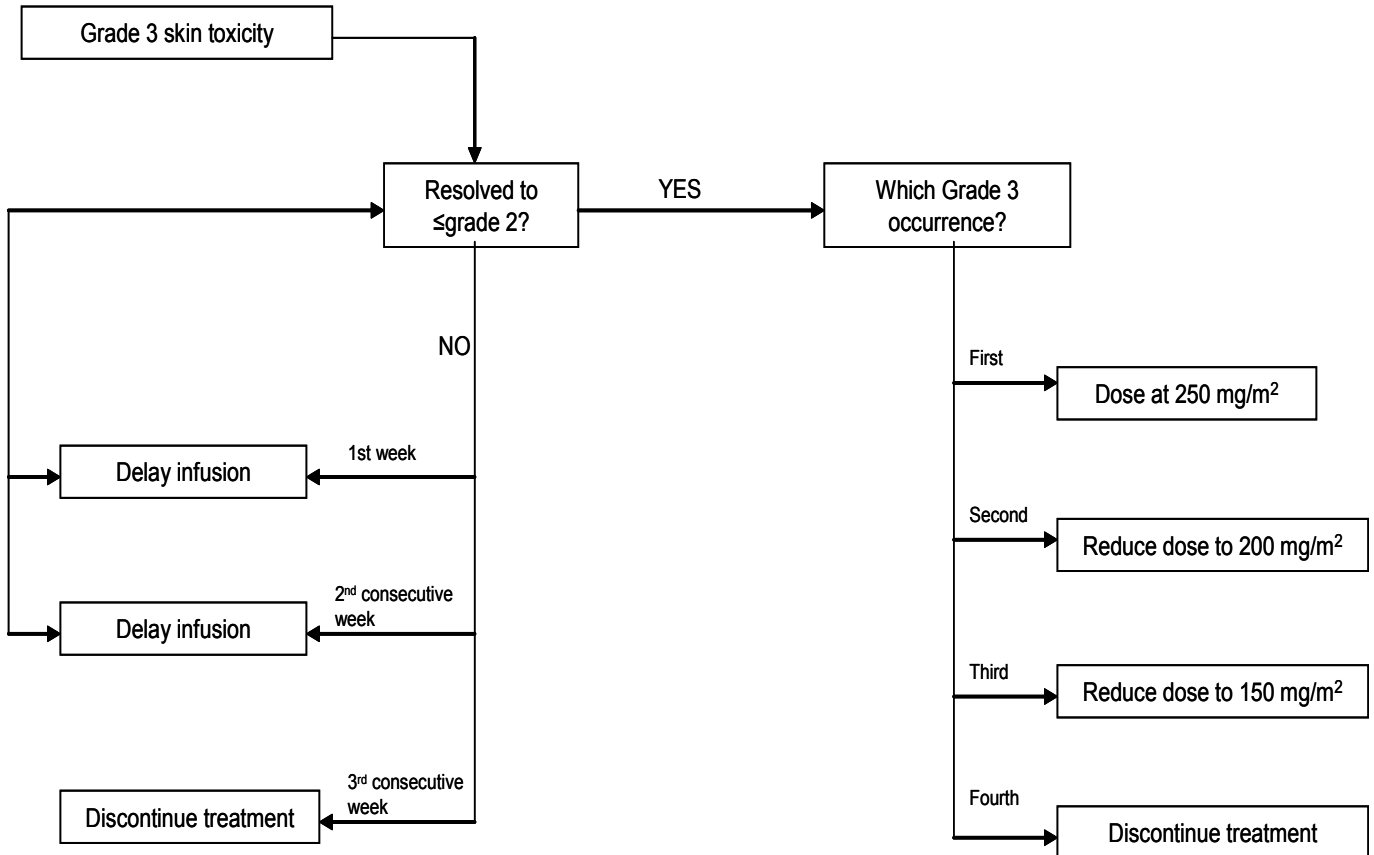 Grade 3 skin toxicity
Resolved to
≤grade 2?
YES
Which Grade 3
occurrence?
NO
First
Dose at 250 mg/m²
1st week
Delay infusion
Second
Reduce dose to 200 mg/m²
2nd consecutive
week
Delay infusion
Third
Reduce dose to 150 mg/m²
3rd consecutive
week
Discontinue treatment
Fourth
Discontinue treatment